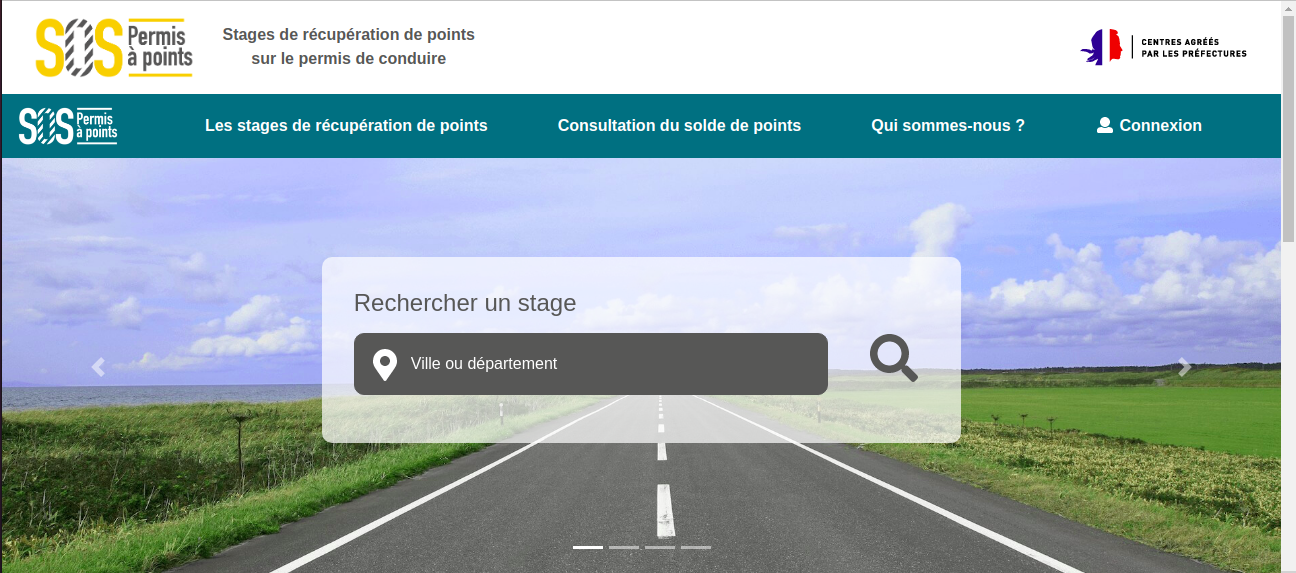 SOS Permis
à points
Stages de récupération de points
sur le permis de conduire
CENTRES AGRÉÉS
PAR LES PRÉFECTURES
SOS Permis
à points
Les stages de récupération de points
Consultation du solde de points
Qui sommes-nous ?
Connexion
Rechercher un stage
Ville ou département